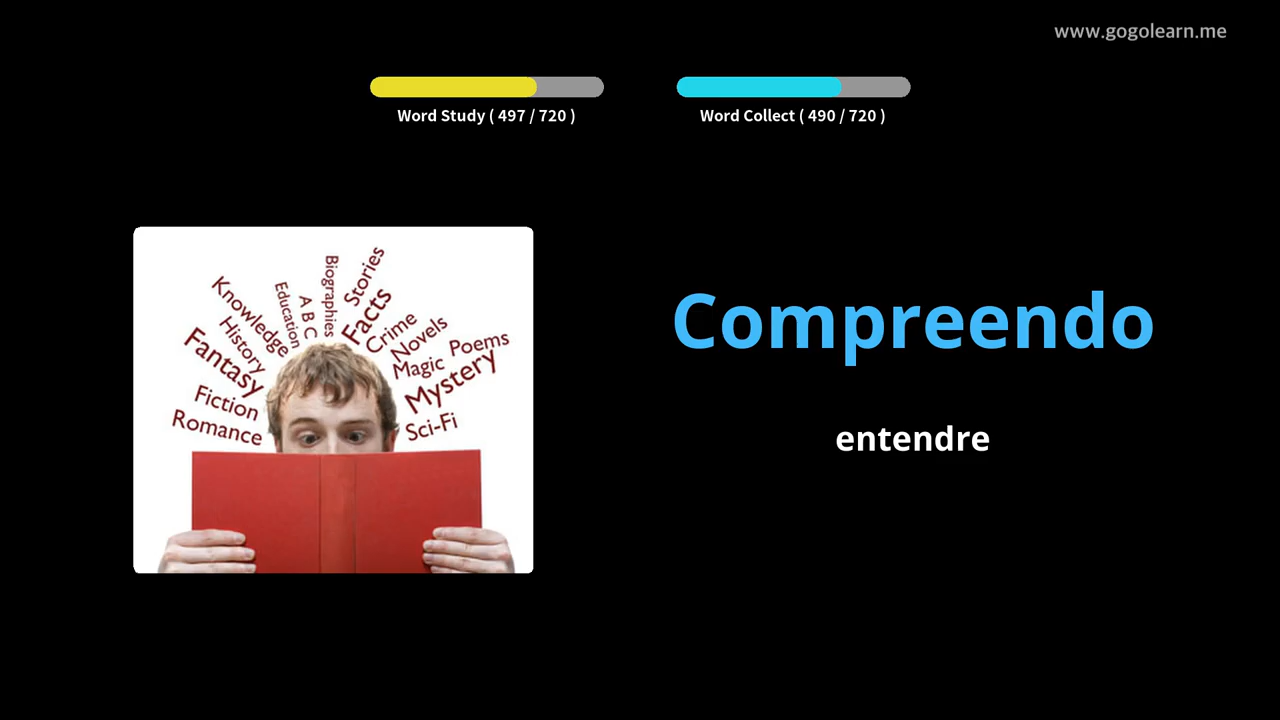 www.gogolearn.me
Word Study ( 497 / 720 )
Word Collect ( 490 / 720 )
Compreendo
entendre
Knowledge
Education
A B C
Biographies
Stories
Facts
Crime
Novels
Poems
Magic
Mystery
Sci-Fi
History
Fantasy
Fiction
Romance